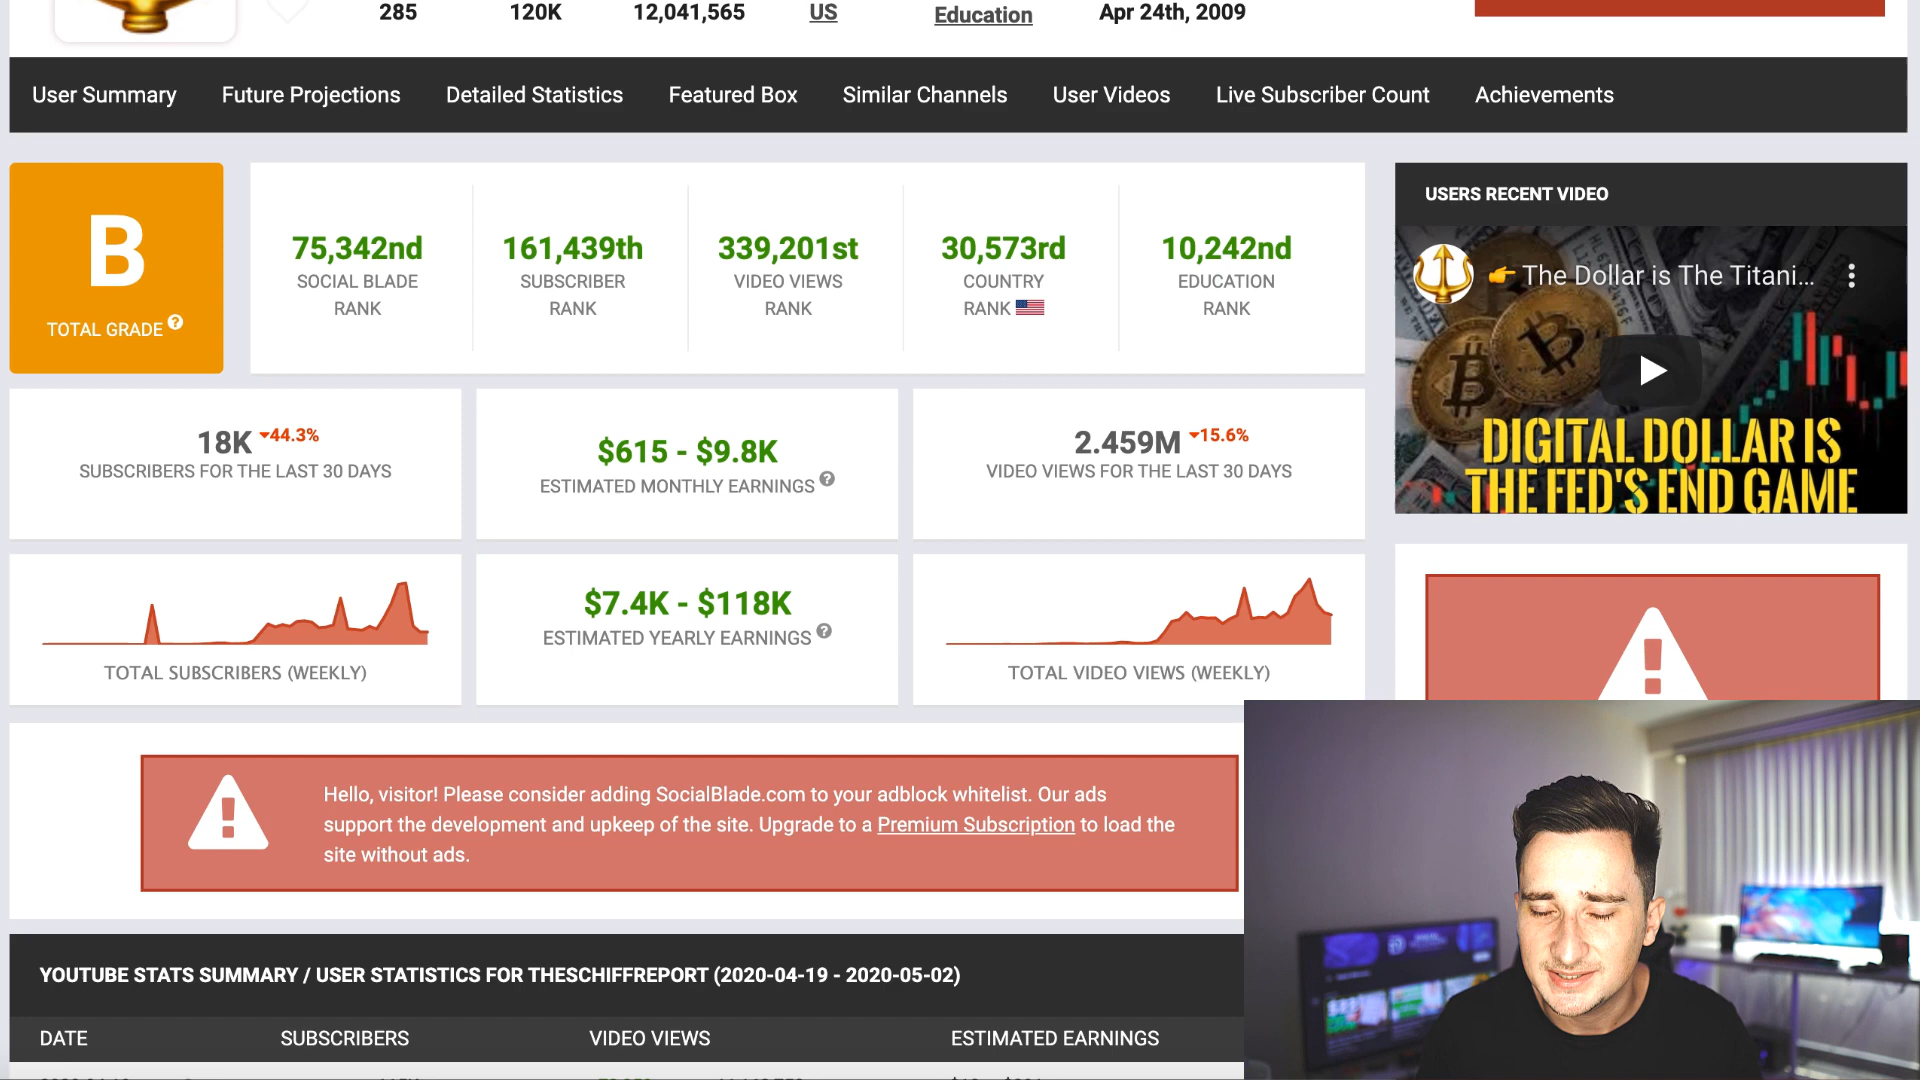 285 120K 12,041,565 US Education Apr 24th, 2009
User Summary Future Projections Detailed Statistics Featured Box Similar Channels User Videos Live Subscriber Count Achievements
B
TOTAL GRADE ?
75,342nd
SOCIAL BLADE
RANK
161,439th
SUBSCRIBER
RANK
339,201st
VIDEO VIEWS
RANK
30,573rd
COUNTRY
RANK
10,242nd
EDUCATION
RANK
USERS RECENT VIDEO
The Dollar is The Titani...
DIGITAL DOLLAR IS
THE FED'S END GAME
18K 44.3%
SUBSCRIBERS FOR THE LAST 30 DAYS
$615 - $9.8K
ESTIMATED MONTHLY EARNINGS ?
2.459M 15.6%
VIDEO VIEWS FOR THE LAST 30 DAYS
TOTAL SUBSCRIBERS (WEEKLY)
$7.4K - $118K
ESTIMATED YEARLY EARNINGS ?
TOTAL VIDEO VIEWS (WEEKLY)
Hello, visitor! Please consider adding SocialBlade.com to your adblock whitelist. Our ads
support the development and upkeep of the site. Upgrade to a Premium Subscription to load the
site without ads.
YOUTUBE STATS SUMMARY / USER STATISTICS FOR THESCHIFFREPORT (2020-04-19 - 2020-05-02)
DATE SUBSCRIBERS VIDEO VIEWS ESTIMATED EARNINGS